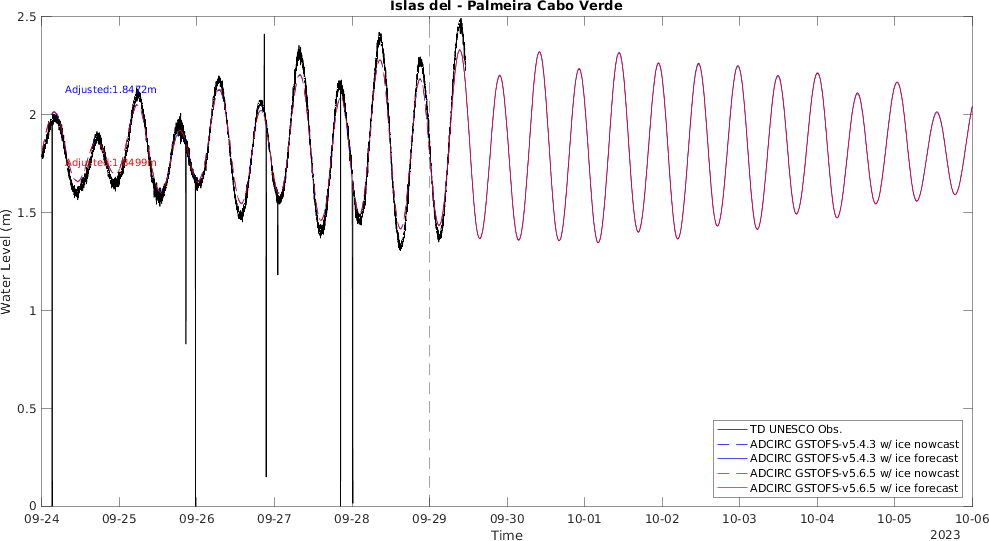 Islas del - Palmeira Cabo Verde
2.5
2
1.5
1
0.5
0
Water Level (m)
Adjusted:1.8472m
Adjusted:1.8499m
TD UNESCO Obs.
ADCIRC GSTOFS-v5.4.3 w/ ice nowcast
ADCIRC GSTOFS-v5.4.3 w/ ice forecast
ADCIRC GSTOFS-v5.6.5 w/ ice nowcast
ADCIRC GSTOFS-v5.6.5 w/ ice forecast
09-24 09-25 09-26 09-27 09-28 09-29 09-30 10-01 10-02 10-03 10-04 10-05 10-06
Time
2023